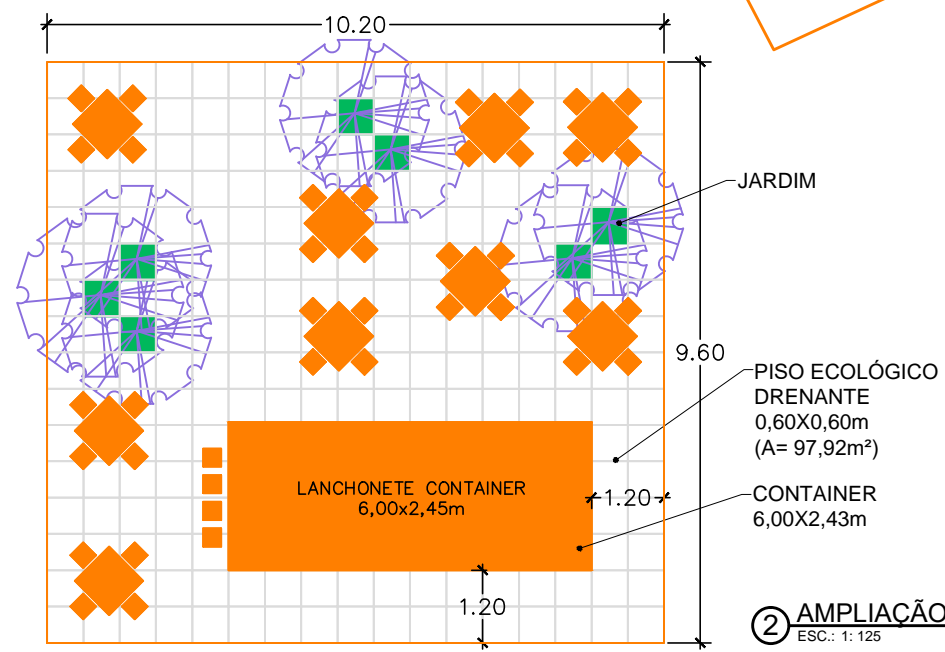 10.20
JARDIM
9.60
PISO ECOLÓGICO
DRENANTE
0,60X0,60m
(A= 97,92m²)
LANCHONETE CONTAINER
6,00x2,45m
1.20
CONTAINER
6,00X2,43m
1.20
2 AMPLIAÇÃO
ESC.: 1: 125